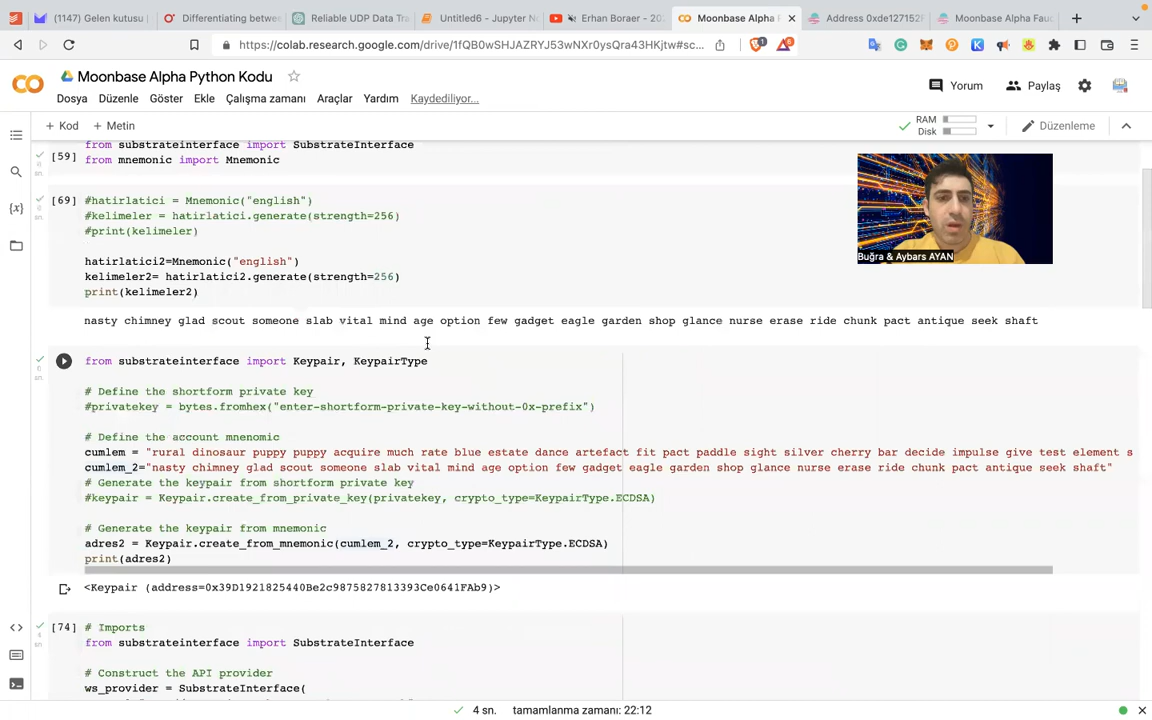 (1147) Gelen kutusu
Differentiating betwe
Reliable UDP Data Tra
Untitled6 - Jupyter N
Erhan Boraer - 202
Moonbase Alpha P
Address 0xde127152F
Moonbase Alpha Fauc
https://colab.research.google.com/drive/1fQB0wSHJAZRYJ53wNXr0ysQra43HKjtw#sc...
Moonbase Alpha Python Kodu
Yorum
Paylaş
Dosya Düzenle Göster Ekle Çalışma zamanı Araçlar Yardım Kaydediliyor...
+ Kod + Metin
RAM
Disk
Düzenleme
from substrateinterface import SubstrateInterface
[59] from mnemonic import Mnemonic
[69] #hatirlatici = Mnemonic("english")
#kelimeler = hatirlatici.generate(strength=256)
#print(kelimeler)
hatirlatici2=Mnemonic("english")
kelimeler2= hatirlatici2.generate(strength=256)
print(kelimeler2)
Buğra & Aybars AYAN
nasty chimney glad scout someone slab vital mind age option few gadget eagle garden shop glance nurse erase ride chunk pact antique seek shaft
from substrateinterface import Keypair, KeypairType
# Define the shortform private key
#privatekey = bytes.fromhex("enter-shortform-private-key-without-0x-prefix")
# Define the account mnenomic
cumlem = "rural dinosaur puppy puppy acquire much rate blue estate dance artefact fit pact paddle sight silver cherry bar decide impulse give test element s
cumlem_2="nasty chimney glad scout someone slab vital mind age option few gadget eagle garden shop glance nurse erase ride chunk pact antique seek shaft"
# Generate the keypair from shortform private key
#keypair = Keypair.create_from_private_key(privatekey, crypto_type=KeypairType.ECDSA)
# Generate the keypair from mnemonic
adres2 = Keypair.create_from_mnemonic(cumlem_2, crypto_type=KeypairType.ECDSA)
print(adres2)
<Keypair (address=0x39D1921825440Be2c9875827813393Ce0641FAb9)>
[74] # Imports
from substrateinterface import SubstrateInterface
# Construct the API provider
ws_provider = SubstrateInterface(
4 sn. tamamlanma zamanı: 22:12